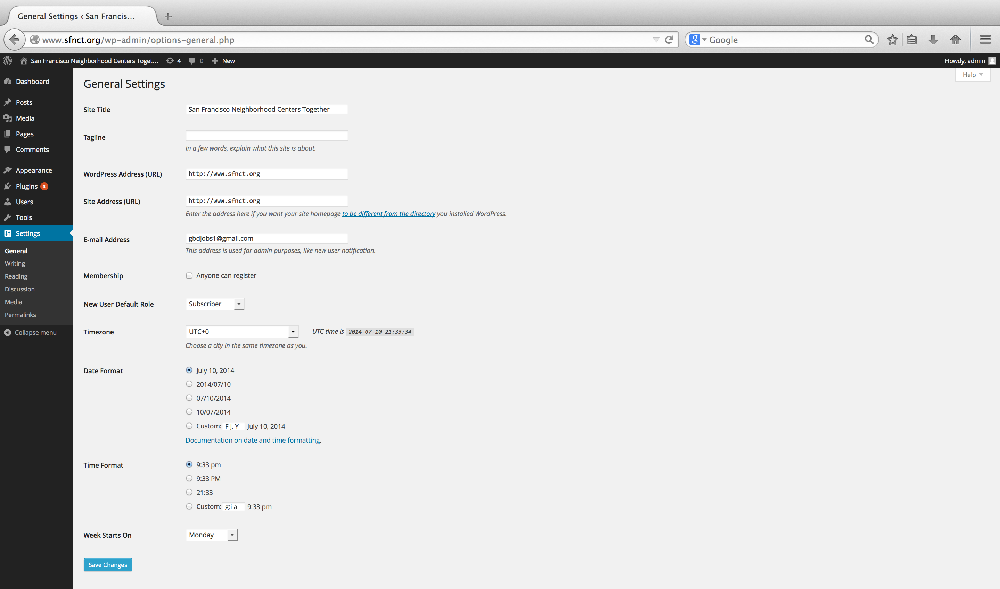 General Settings ‹ San Francis...
www.sfnct.org/wp-admin/options-general.php
Google
San Francisco Neighborhood Centers Toget... 4 0 New
Howdy, admin
Help
Dashboard
Posts
Media
Pages
Comments
Appearance
Plugins 3
Users
Tools
Settings
General
Writing
Reading
Discussion
Media
Permalinks
Collapse menu
General Settings
Site Title San Francisco Neighborhood Centers Together
Tagline
In a few words, explain what this site is about.
WordPress Address (URL) http://www.sfnct.org
Site Address (URL) http://www.sfnct.org
Enter the address here if you want your site homepage to be different from the directory you installed WordPress.
E-mail Address gbdjobs1@gmail.com
This address is used for admin purposes, like new user notification.
Membership Anyone can register
New User Default Role Subscriber
Timezone UTC+0 UTC time is 2014-07-10 21:33:34
Choose a city in the same timezone as you.
Date Format July 10, 2014
2014/07/10
07/10/2014
10/07/2014
Custom: F j, Y July 10, 2014
Documentation on date and time formatting.
Time Format 9:33 pm
9:33 PM
21:33
Custom: g:i a 9:33 pm
Week Starts On Monday
Save Changes